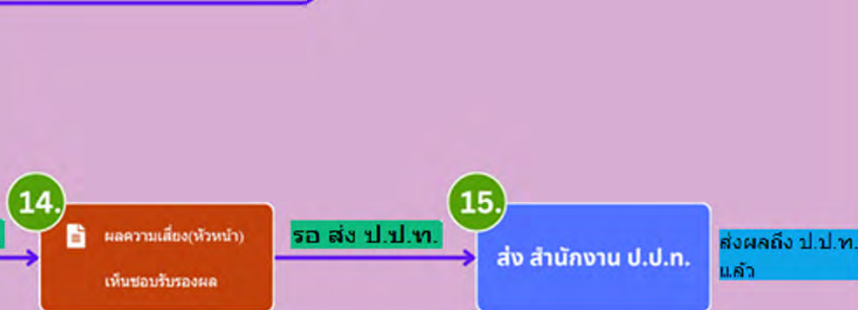 14.
ผลความเสี่ยง(หัวหน้า)
เห็นชอบรับรองผล
รอ ส่ง ป.ป.ท.
15.
ส่ง สำนักงาน ป.ป.ท.
ส่งผลถึง ป.ป.ท.
แล้ว